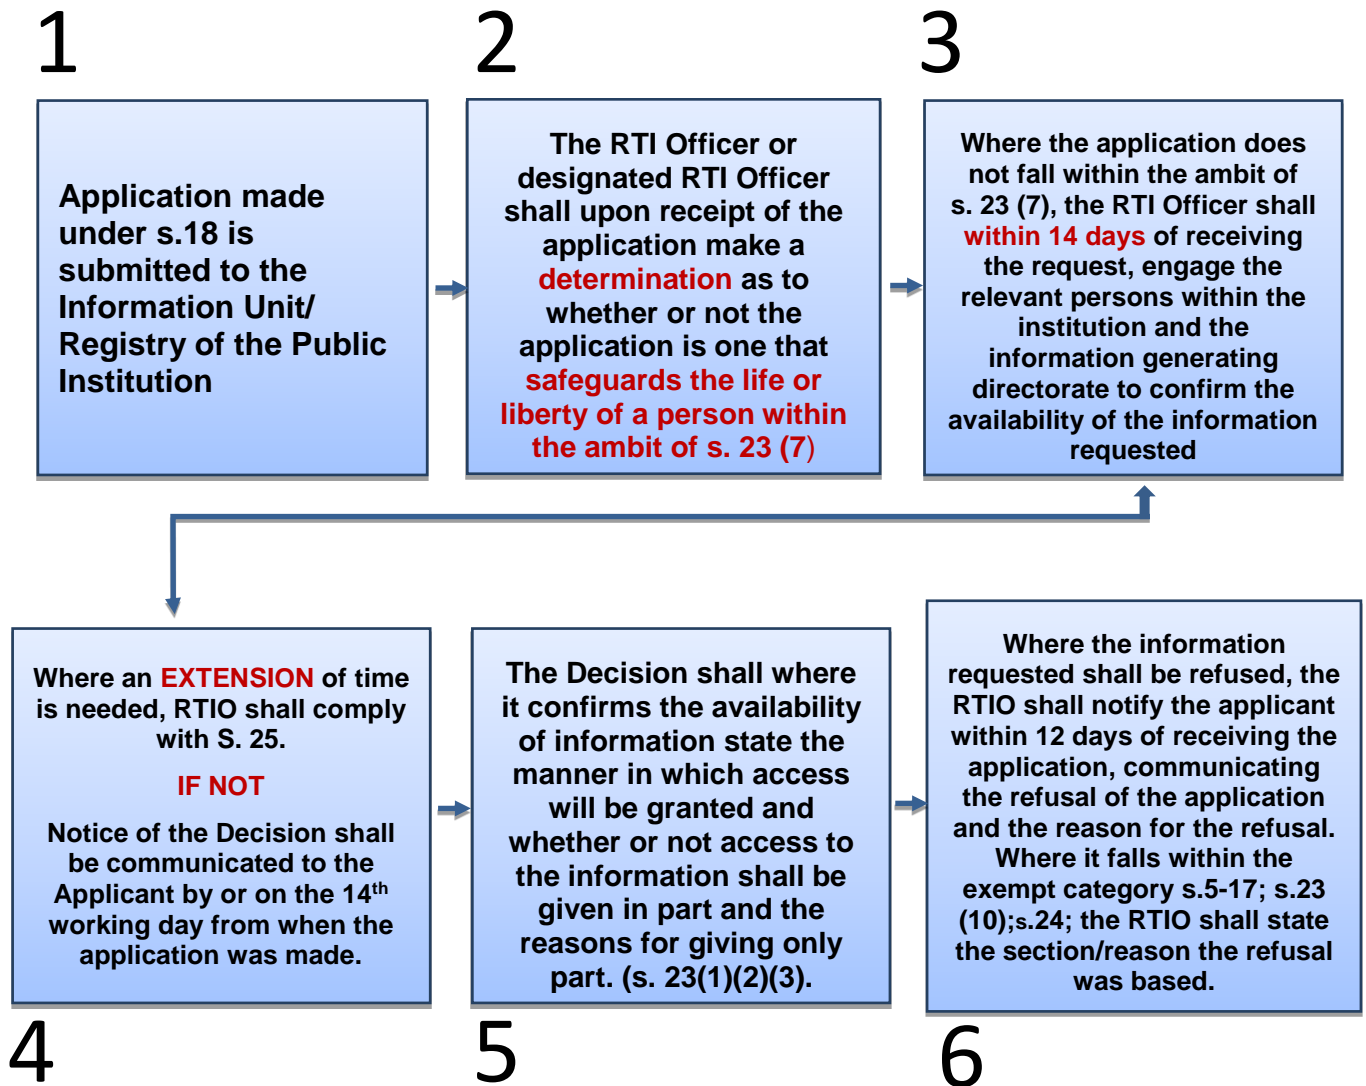 1
2
3
Application made
under s.18 is
submitted to the
Information Unit/
Registry of the Public
Institution
The RTI Officer or
designated RTI Officer
shall upon receipt of the
application make a
determination as to
whether or not the
application is one that
safeguards the life or
liberty of a person within
the ambit of s. 23 (7)
Where the application does
not fall within the ambit of
s. 23 (7), the RTI Officer shall
within 14 days of receiving
the request, engage the
relevant persons within the
institution and the
information generating
directorate to confirm the
availability of the information
requested
Where an EXTENSION of time
is needed, RTIO shall comply
with S. 25.
IF NOT
Notice of the Decision shall
be communicated to the
Applicant by or on the 14th
working day from when the
application was made.
The Decision shall where
it confirms the availability
of information state the
manner in which access
will be granted and
whether or not access to
the information shall be
given in part and the
reasons for giving only
part. (s. 23(1)(2)(3).
Where the information
requested shall be refused, the
RTIO shall notify the applicant
within 12 days of receiving the
application, communicating
the refusal of the application
and the reason for the refusal.
Where it falls within the
exempt category s.5-17; s.23
(10);s.24; the RTIO shall state
the section/reason the refusal
was based.
4
5
6